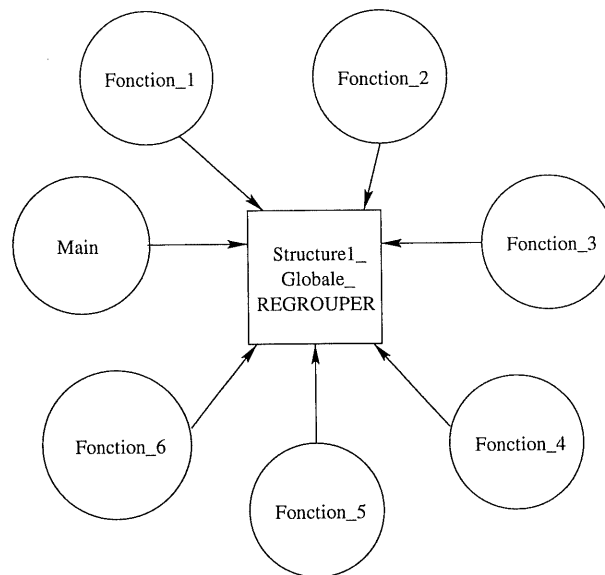 Fonction_1
Fonction_2
Main
Structure1_
Globale_
REGROUPER
Fonction_3
Fonction_6
Fonction_4
Fonction_5